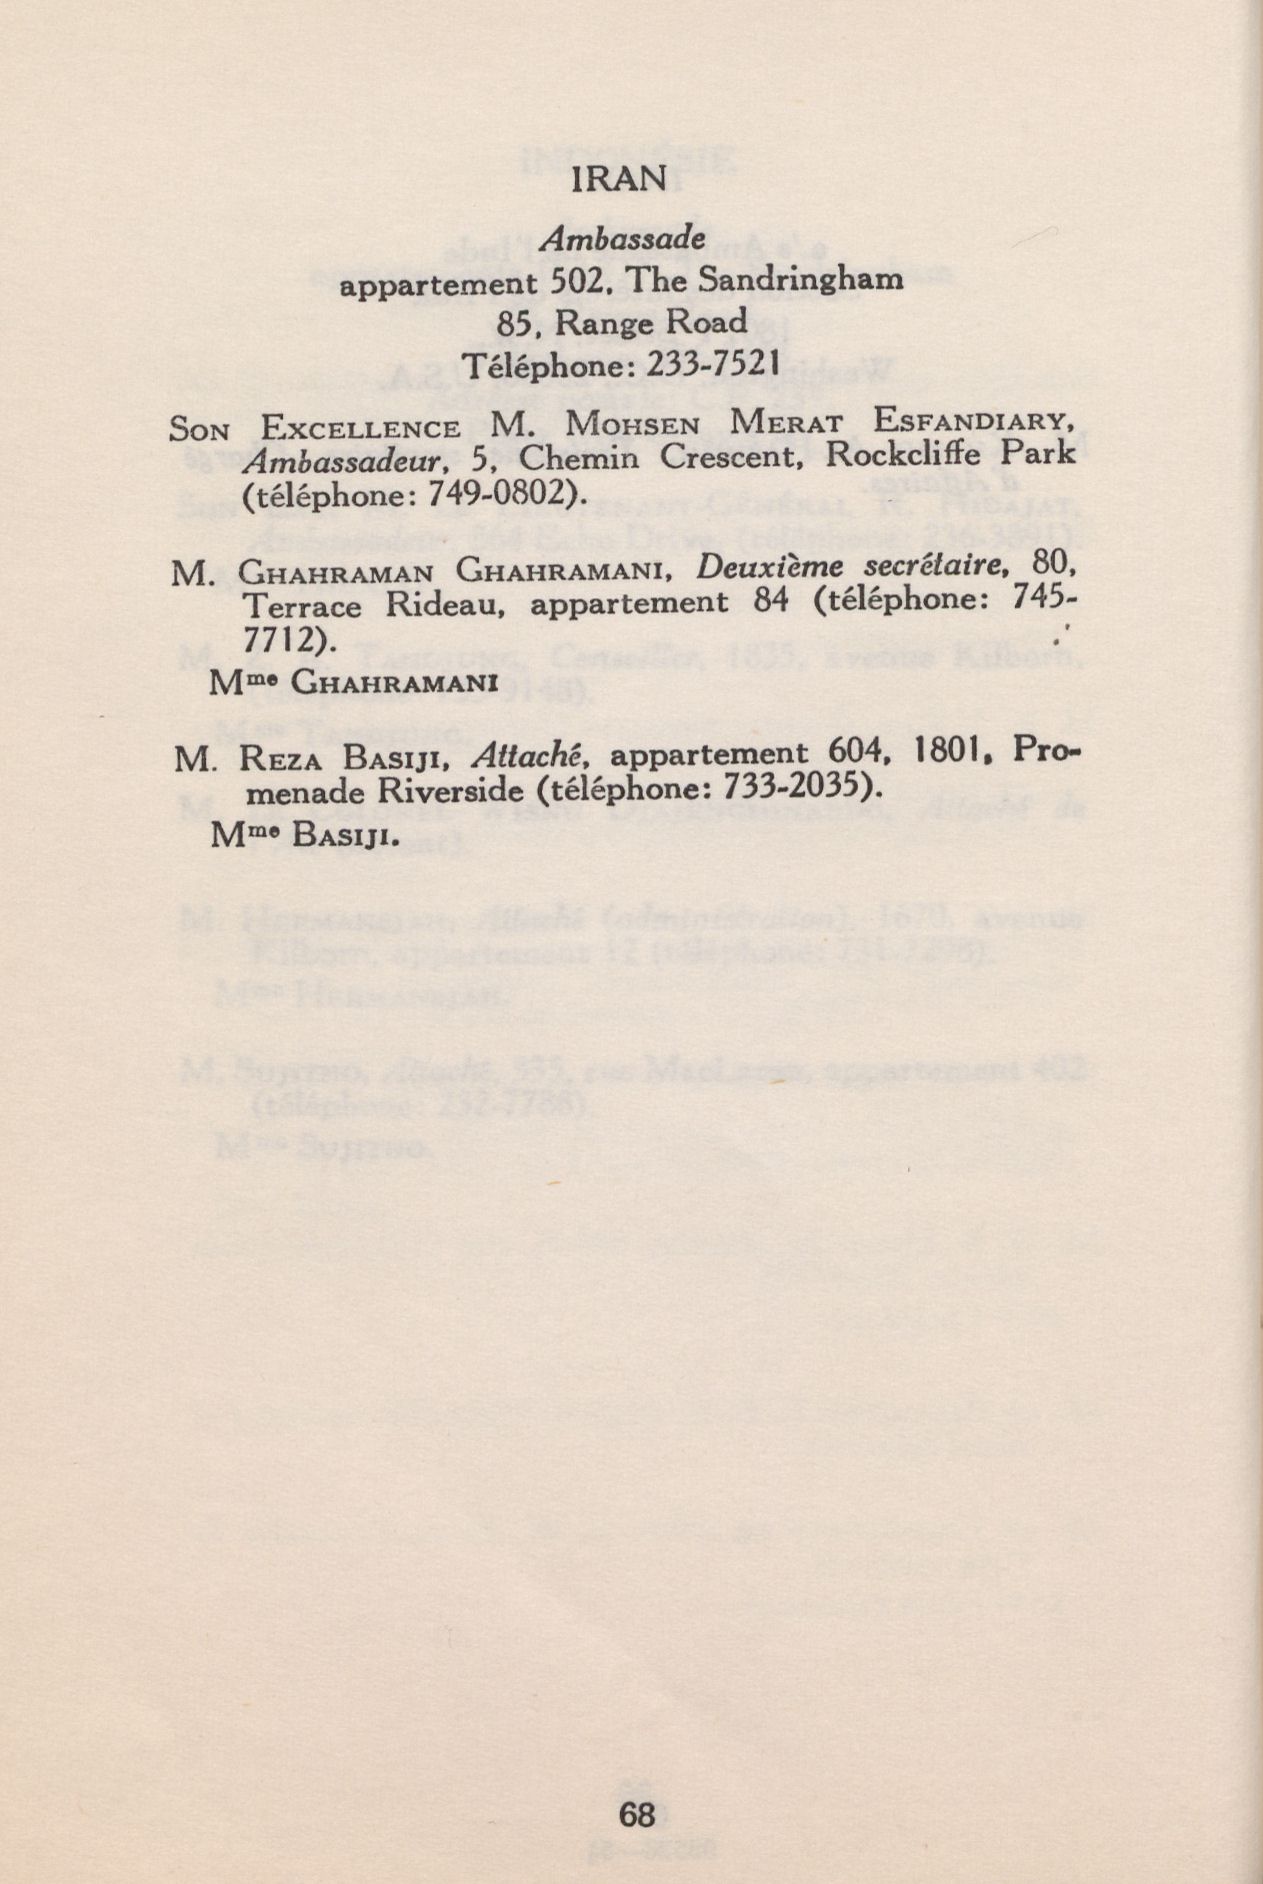 IRAN
Ambassade
appartement 502, The Sandringham
85, Range Road
Téléphone: 233-7521
SON EXCELLENCE M. MOHSEN MERAT ESFANDIARY,
Ambassadeur, 5, Chemin Crescent, Rockcliffe Park
(téléphone: 749-0802).
M. GHAHRAMAN GHAHRAMANI, Deuxième secrétaire, 80,
Terrace Rideau, appartement 84 (téléphone: 745-
7712).
Mme GHAHRAMANI
M. REZA BASIJI, Attaché, appartement 604, 1801, Pro-
menade Riverside (téléphone: 733-2035).
Mme BASIJI.
68